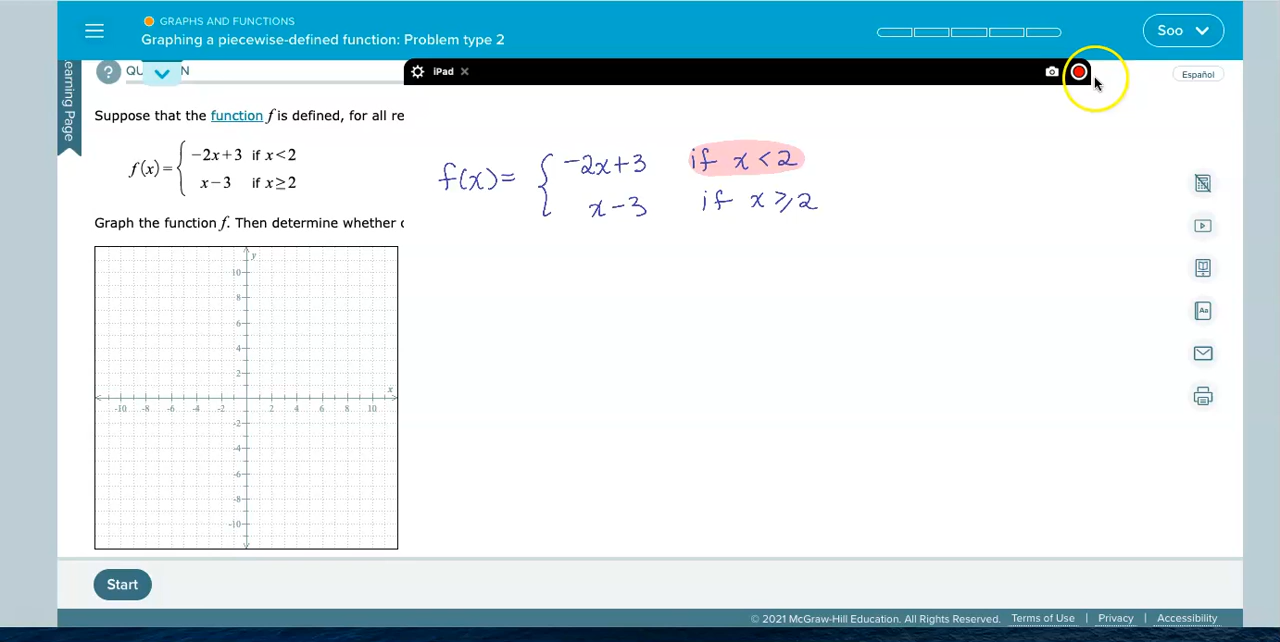 GRAPHS AND FUNCTIONS
Graphing a piecewise-defined function: Problem type 2
Soo
earning Page
? QU N
iPad ×
Español
Suppose that the function f is defined, for all re
f(x)= { −2x+3 if x<2
x−3 if x≥2
f(x)= { −2x+3 if x<2
x−3 if x≥2
Graph the function f. Then determine whether
y
10
8
6
4
2
x
-10 -8 -6 -4 -2 2 4 6 8 10
-2
-4
-6
-8
-10
Aa
Start
© 2021 McGraw-Hill Education. All Rights Reserved. Terms of Use | Privacy | Accessibility